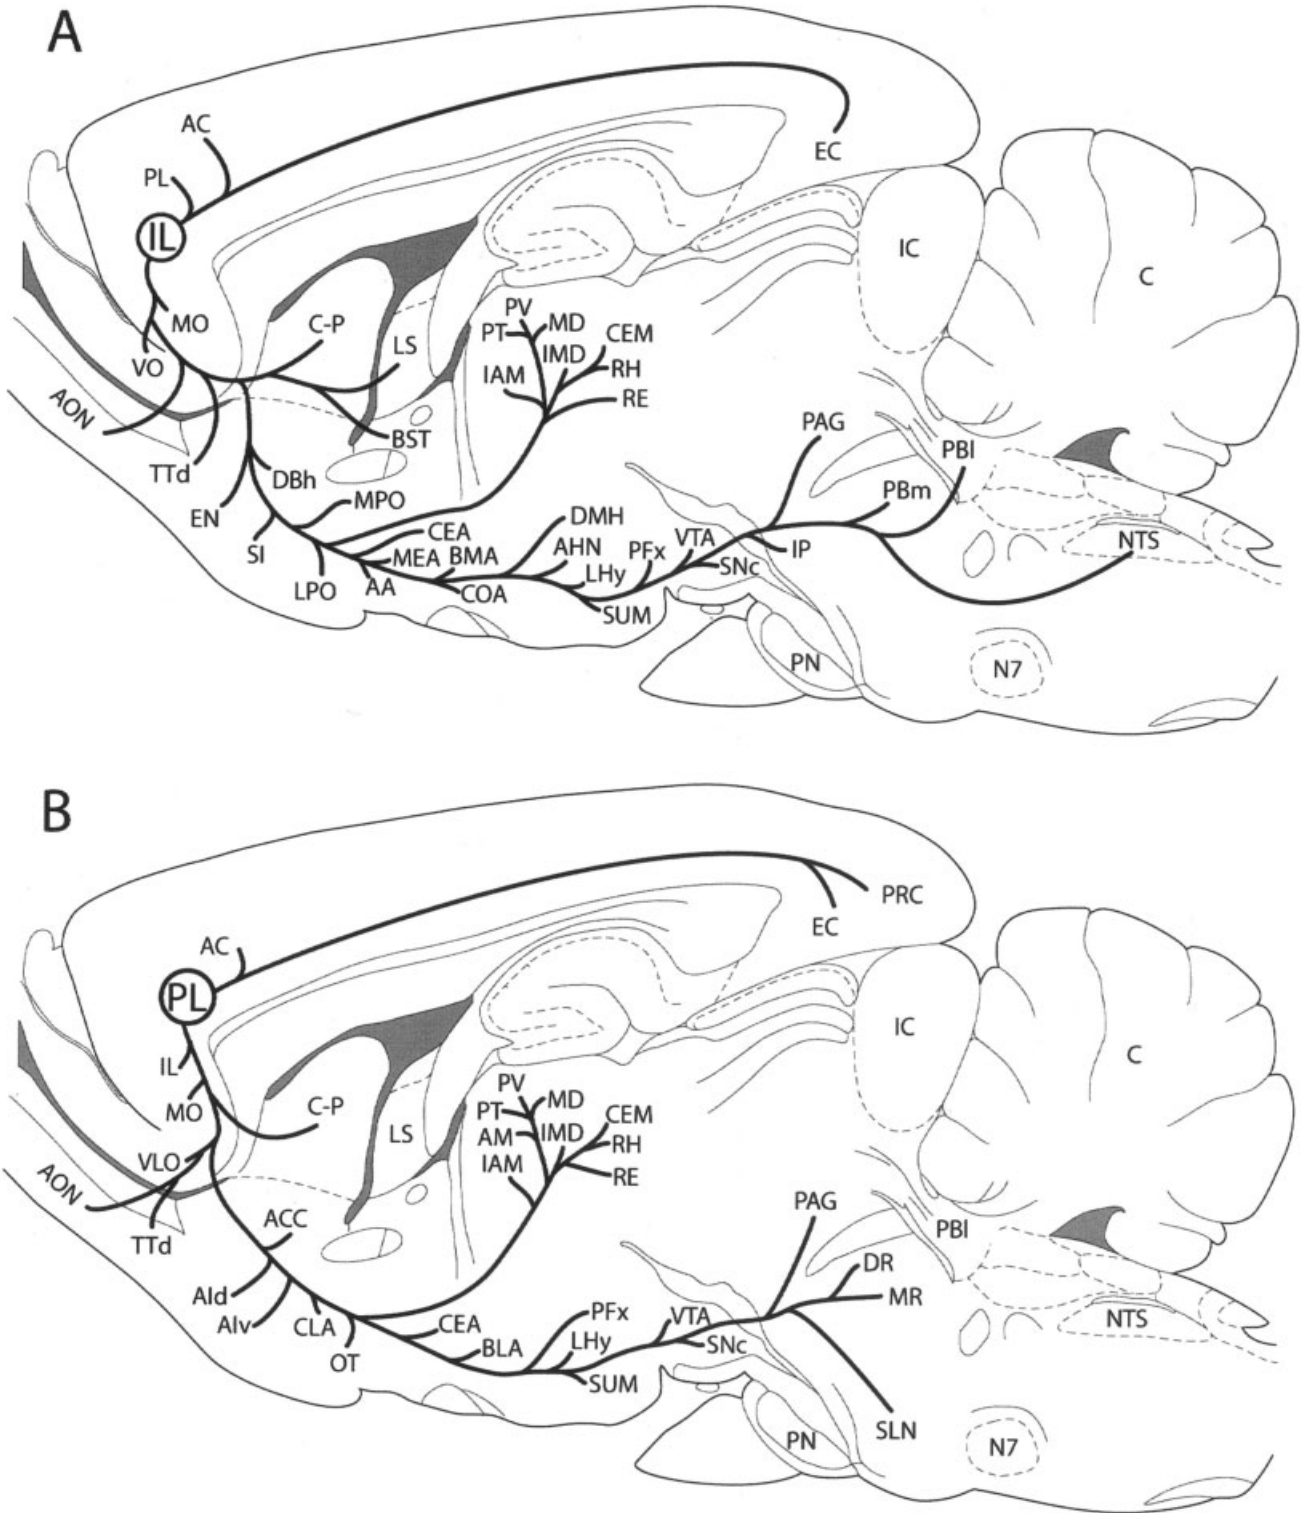 A
AC
EC
PL
IL
IC
C
MO
C-P
LS
VO
PV
PT
MD
CEM
IMD
RH
IAM
RE
AON
BST
PAG
PBl
TTd
DBh
PBm
EN
MPO
SI
CEA
DMH
VTA
IP
NTS
MEA
BMA
AHN
PFx
SNc
LPO
AA
COA
LHy
SUM
PN
N7
B
PRC
EC
AC
PL
IC
C
IL
MO
C-P
LS
PV
PT
MD
CEM
AM
IMD
RH
IAM
RE
VLO
AON
TTd
ACC
PAG
PBl
DR
MR
AId
AIv
CLA
OT
CEA
BLA
PFx
VTA
LHy
SNc
SUM
NTS
SLN
PN
N7